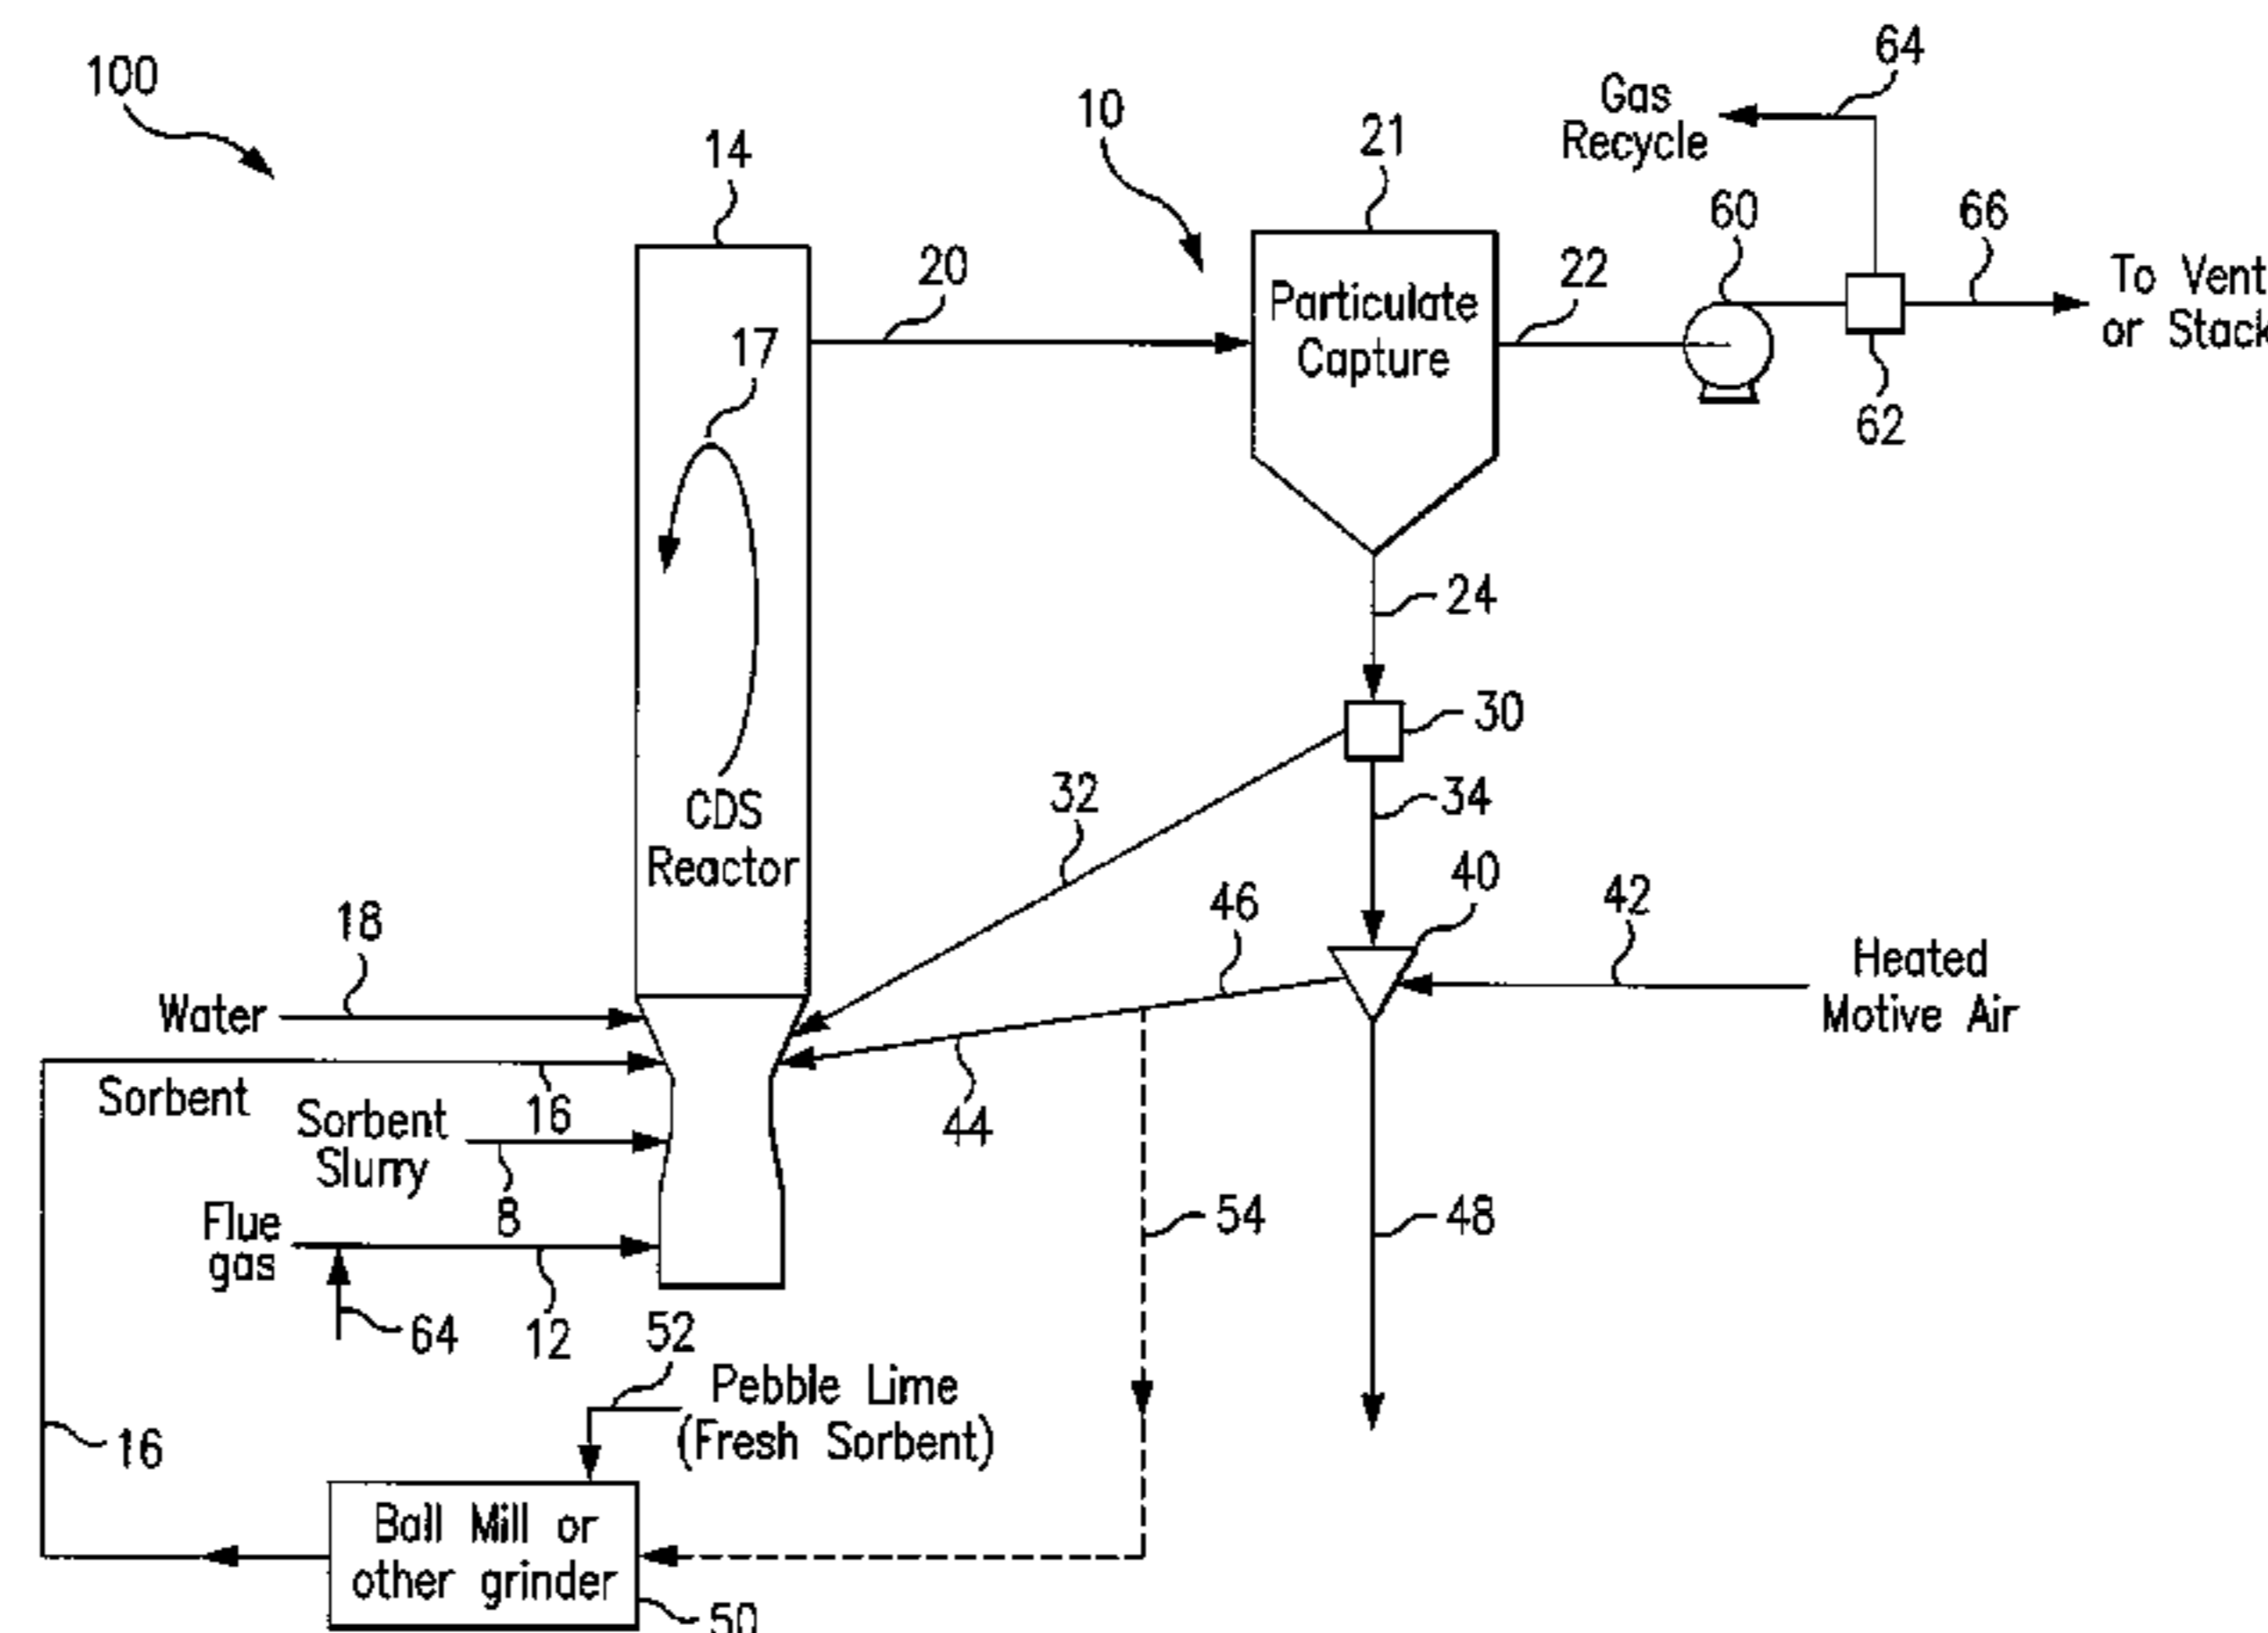 100
14
10
21
Gas
Recycle
64
20
17
Particulate
Capture
22
60
66
To Vent
or Stack
62
24
30
32
34
CDS
Reactor
40
46
42
Heated
Motive Air
18
Water
Sorbent
16
44
Sorbent
Slurry
8
Flue
gas
64
12
54
48
52
Pebble Lime
(Fresh Sorbent)
16
Ball Mill or
other grinder
50